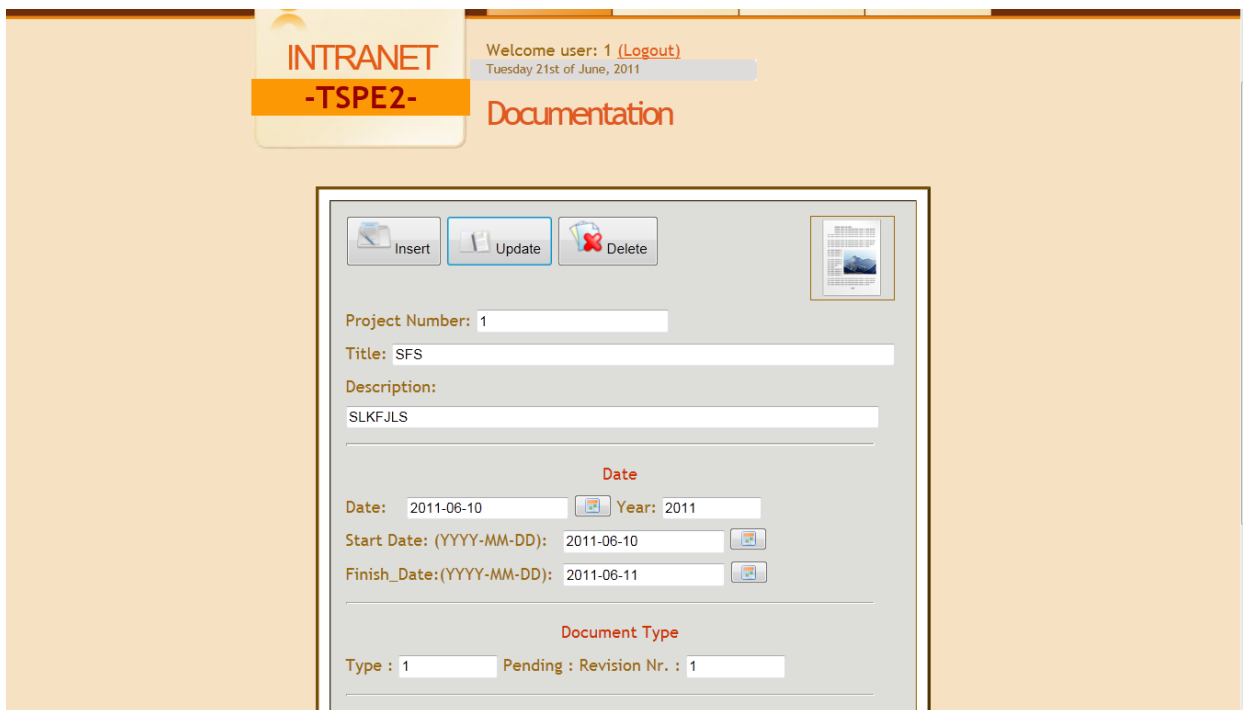 INTRANET
-TSPE2-
Welcome user: 1 (Logout)
Tuesday 21st of June, 2011
Documentation
Insert Update Delete
Project Number: 1
Title: SFS
Description:
SLKFJLS
Date
Date: 2011-06-10 Year: 2011
Start Date: (YYYY-MM-DD): 2011-06-10
Finish_Date:(YYYY-MM-DD): 2011-06-11
Document Type
Type : 1 Pending : Revision Nr. : 1